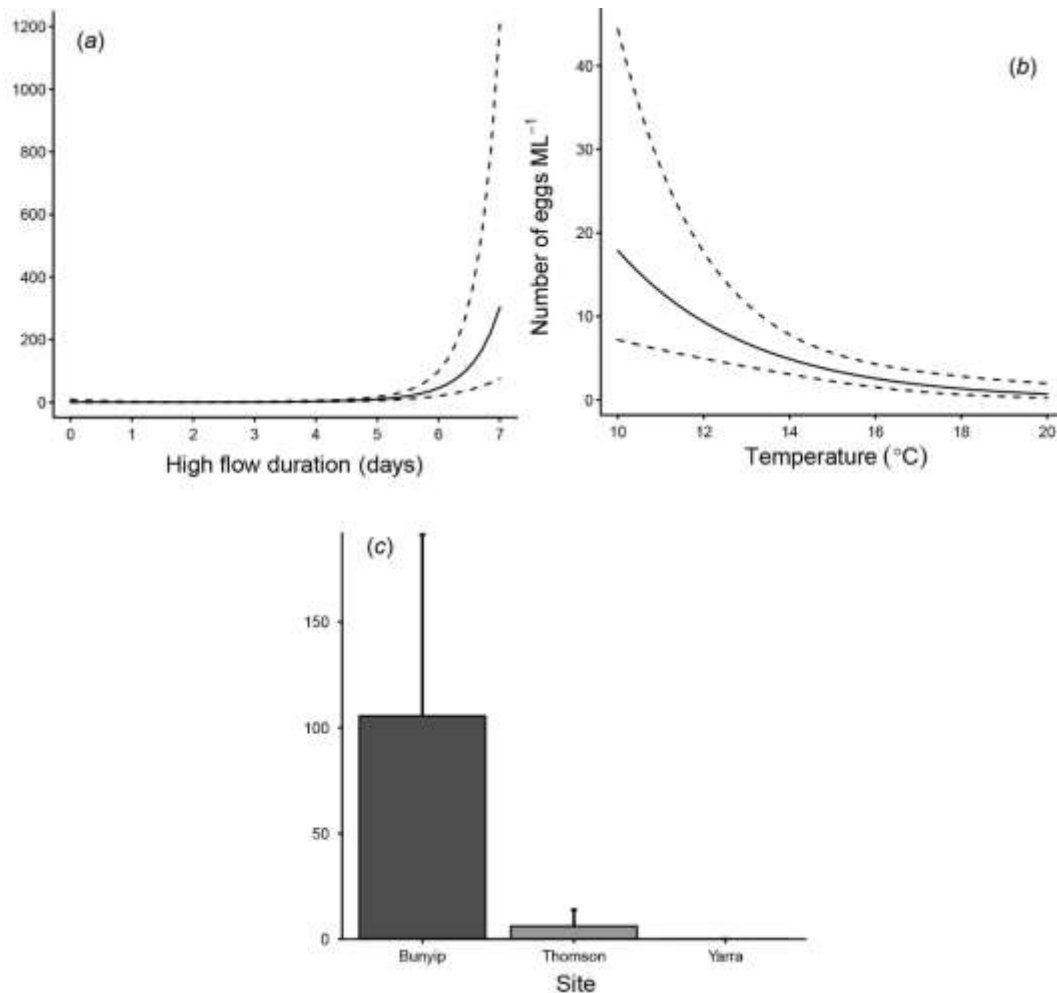 (a)
1200
1000
800
600
400
200
0
0 1 2 3 4 5 6 7
High flow duration (days)
(b)
Number of eggs ML⁻¹
40
30
20
10
0
10 12 14 16 18 20
Temperature (°C)
(c)
150
100
50
0
Bunyip Thomson Yarra
Site